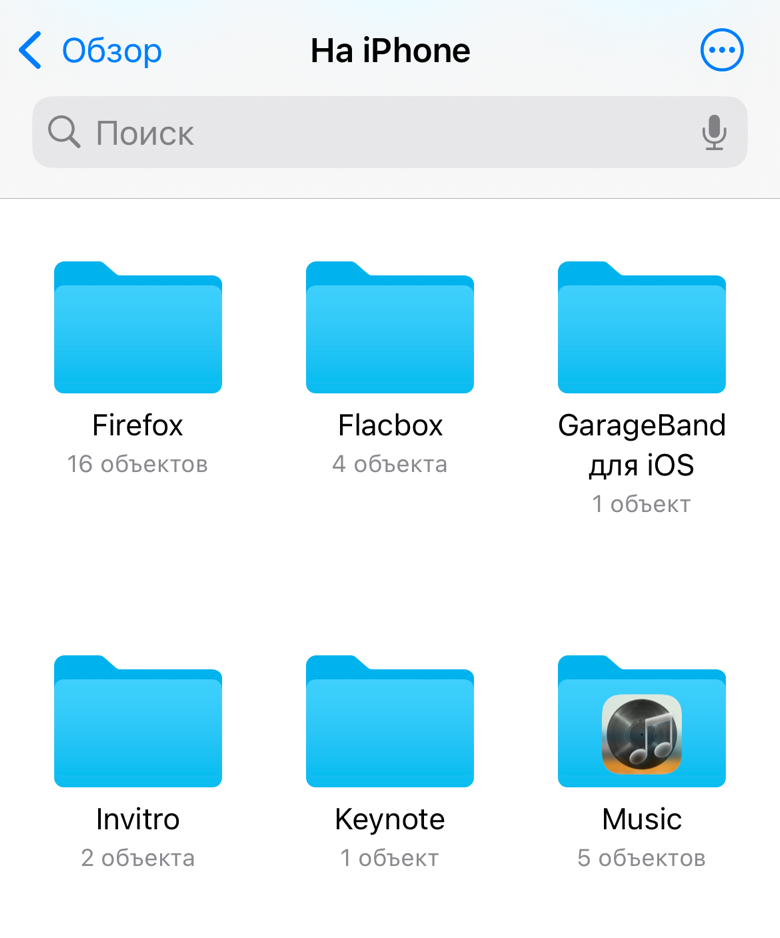 Обзор
На iPhone
Поиск
Firefox
16 объектов
Flacbox
4 объекта
GarageBand
для iOS
1 объект
Invitro
2 объекта
Keynote
1 объект
Music
5 объектов